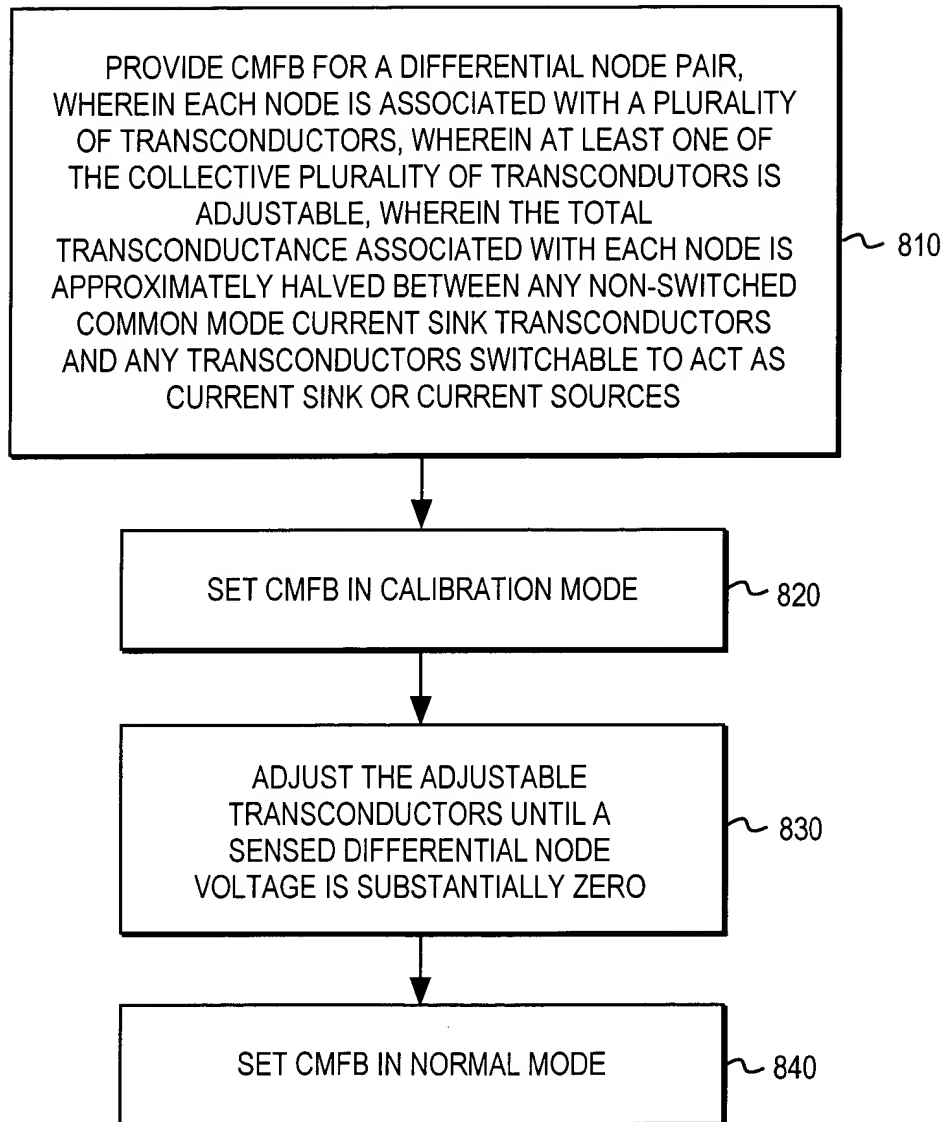 PROVIDE CMFB FOR A DIFFERENTIAL NODE PAIR,
WHEREIN EACH NODE IS ASSOCIATED WITH A PLURALITY
OF TRANSCONDUCTORS, WHEREIN AT LEAST ONE OF
THE COLLECTIVE PLURALITY OF TRANSCONDUTORS IS
ADJUSTABLE, WHEREIN THE TOTAL
TRANSCONDUCTANCE ASSOCIATED WITH EACH NODE IS
APPROXIMATELY HALVED BETWEEN ANY NON-SWITCHED
COMMON MODE CURRENT SINK TRANSCONDUCTORS
AND ANY TRANSCONDUCTORS SWITCHABLE TO ACT AS
CURRENT SINK OR CURRENT SOURCES
810
SET CMFB IN CALIBRATION MODE
820
ADJUST THE ADJUSTABLE
TRANSCONDUCTORS UNTIL A
SENSED DIFFERENTIAL NODE
VOLTAGE IS SUBSTANTIALLY ZERO
830
SET CMFB IN NORMAL MODE
840